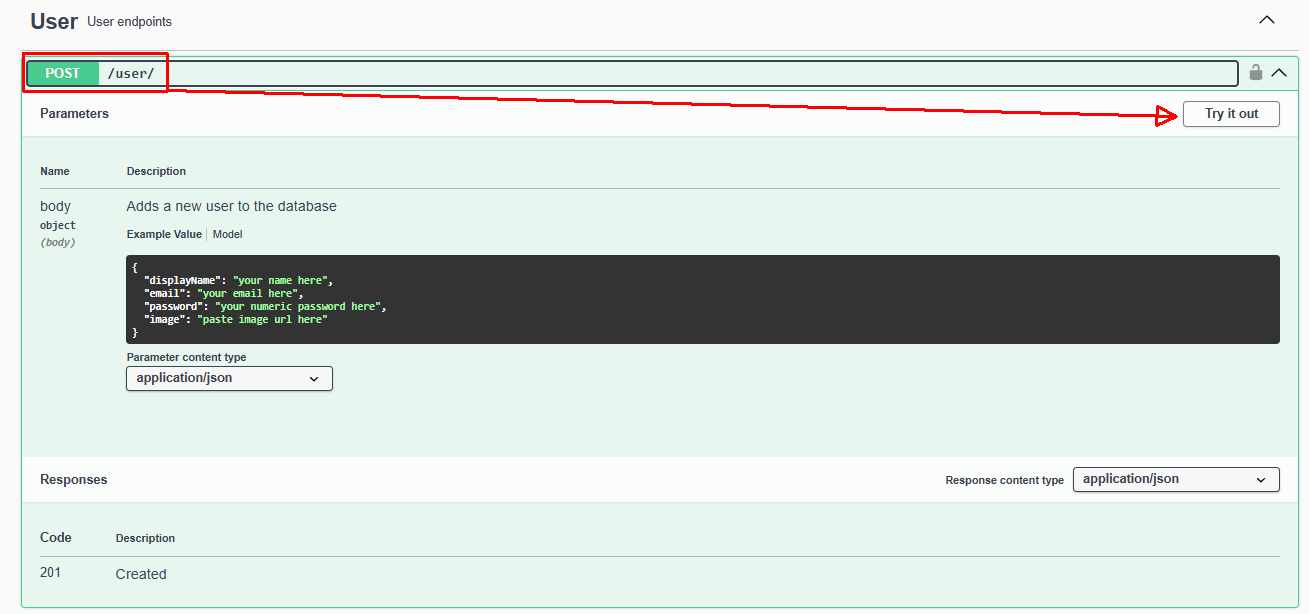 User User endpoints
POST /user/
Parameters Try it out
Name Description
body Adds a new user to the database
object
(body)
Example Value Model
{
"displayName": "your name here",
"email": "your email here",
"password": "your numeric password here",
"image": "paste image url here"
}
Parameter content type
application/json
Responses Response content type application/json
Code Description
201 Created